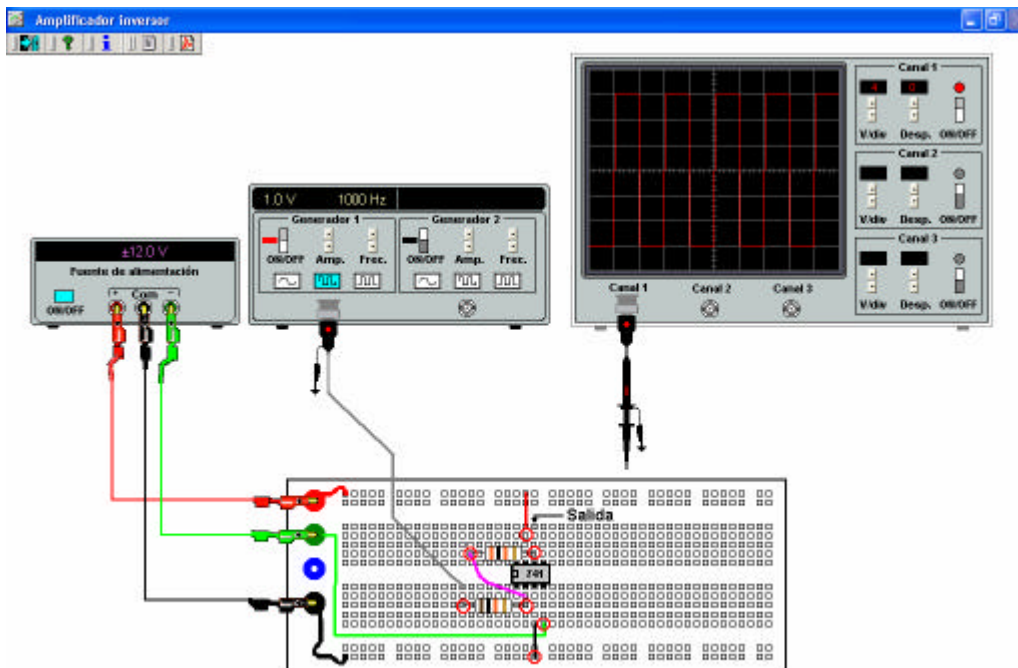 Amplificador inversor
Canal 1
4 0
V/div Desp. ON/OFF
Canal 2
V/div Desp. ON/OFF
Canal 3
V/div Desp. ON/OFF
Canal 1 Canal 2 Canal 3
1.0 V 1000 Hz
Generador 1 Generador 2
ON/OFF Amp. Frec. ON/OFF Amp. Frec.
±12.0 V
Fuente de alimentación
ON/OFF
+ Com -
Salida
741